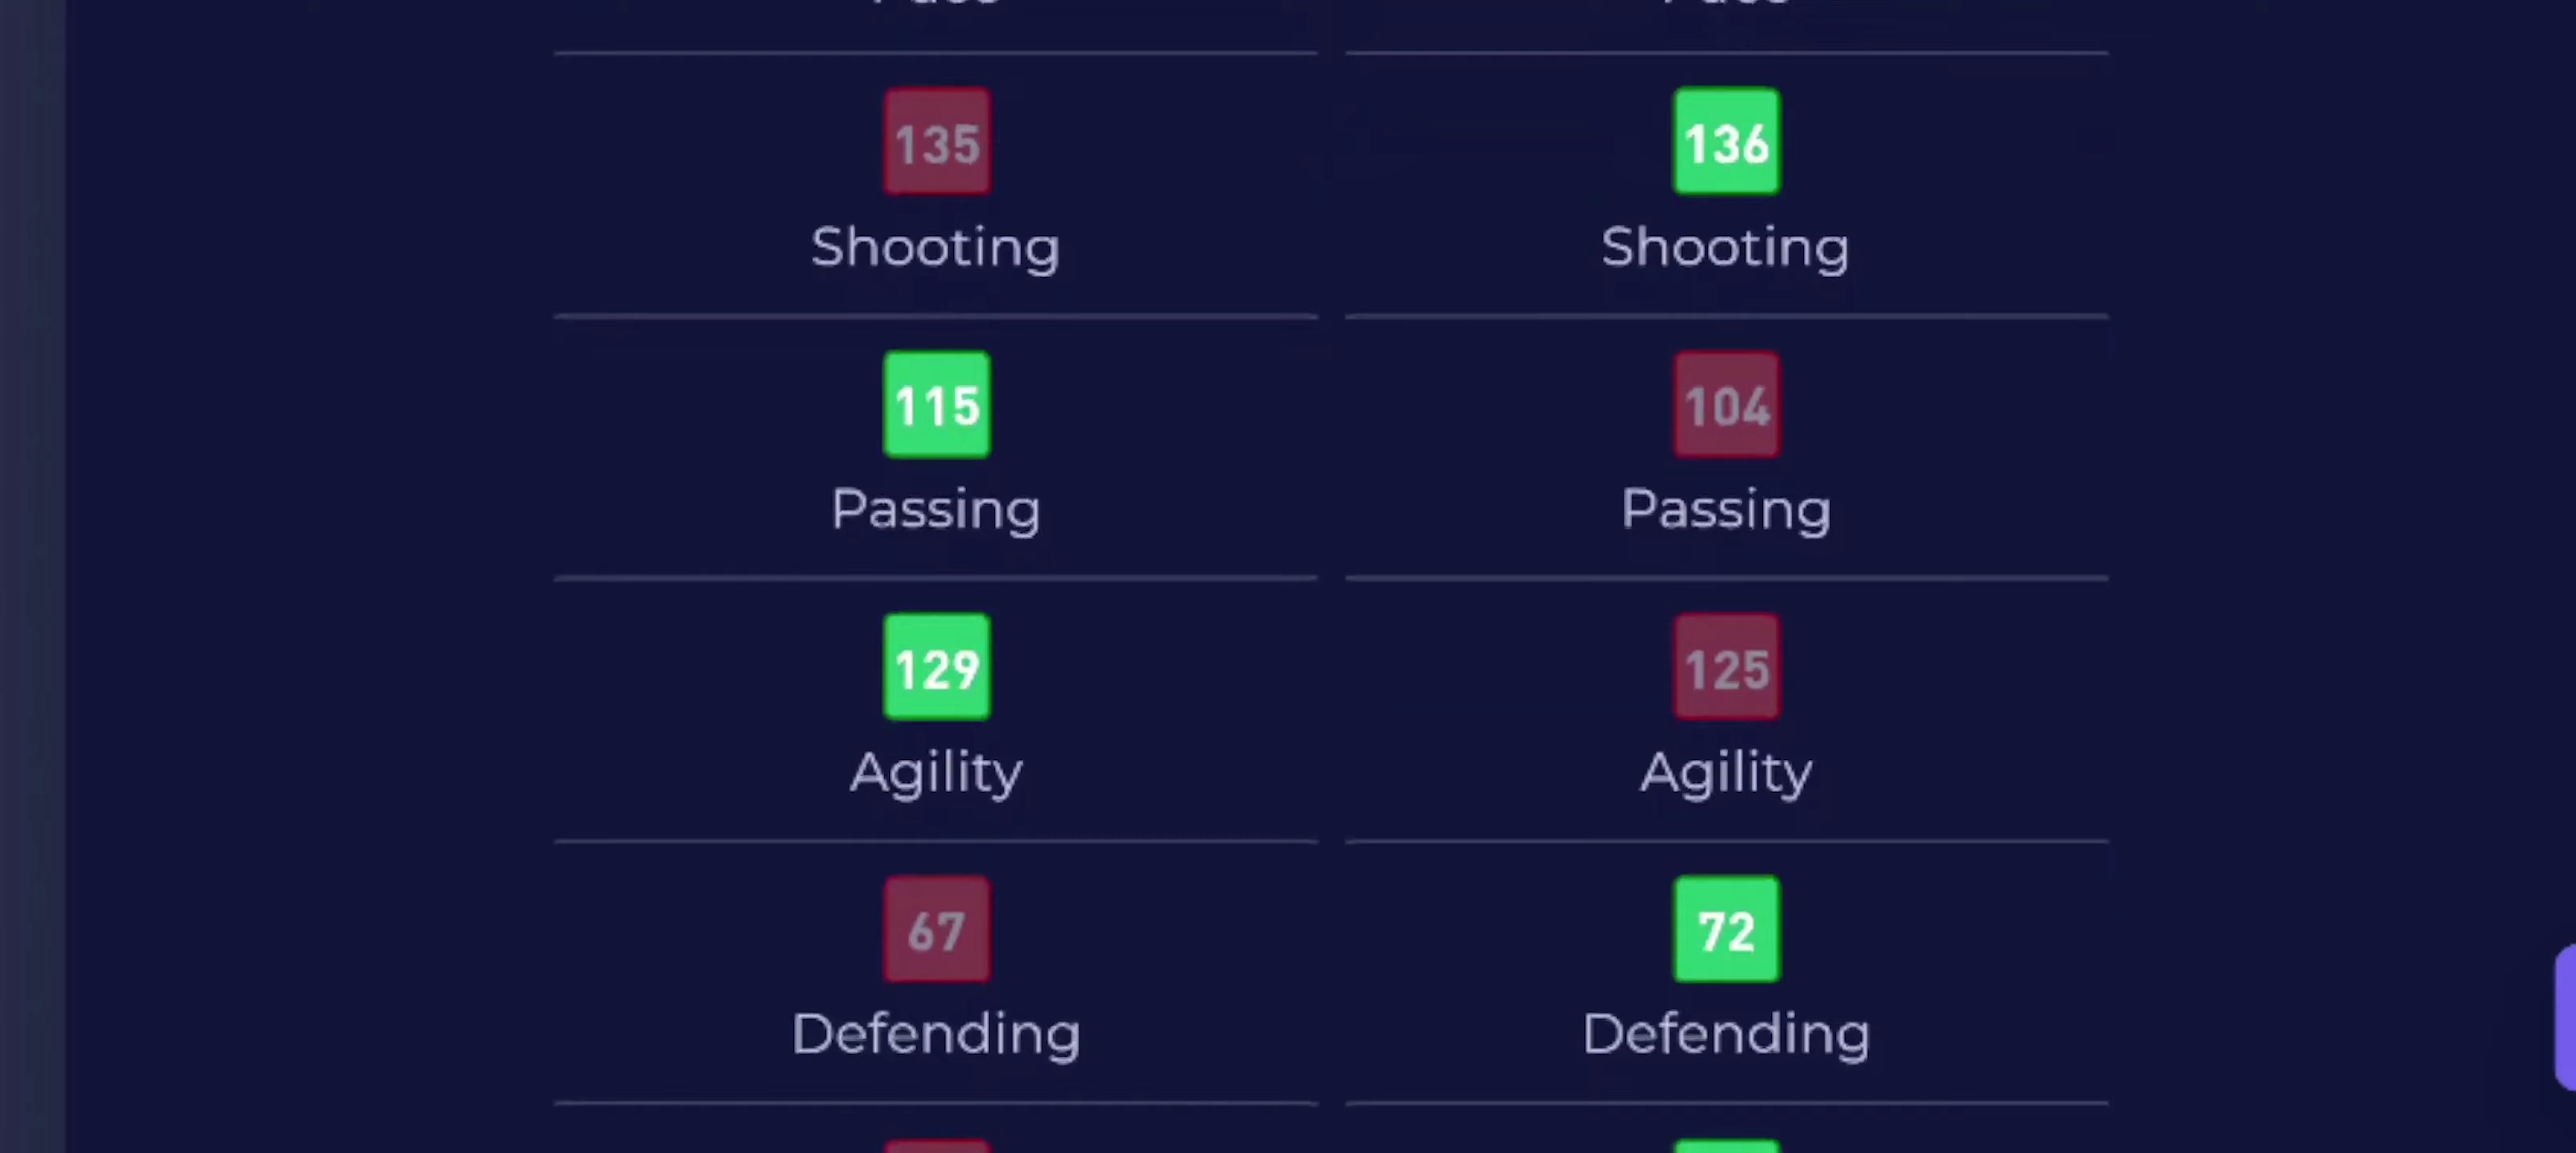 135 136
Shooting Shooting
115 104
Passing Passing
129 125
Agility Agility
67 72
Defending Defending